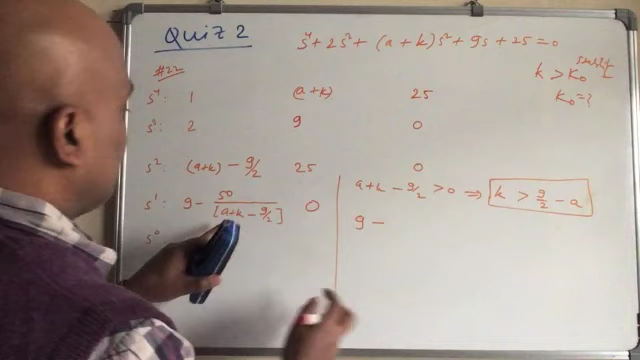 Quiz 2
s⁴ + 2s³ + (a+k)s² + 9s + 25 = 0
#22
k > K₀
K₀ = ?
s⁴: 1 (a+k) 25
s³: 2 9 0
s²: (a+k) - 9/2 25 0
s¹: 9 - 50/[a+k - 9/2] 0
s⁰:
a+k - 9/2 > 0 ⇒ k > 9/2 - a
9 -